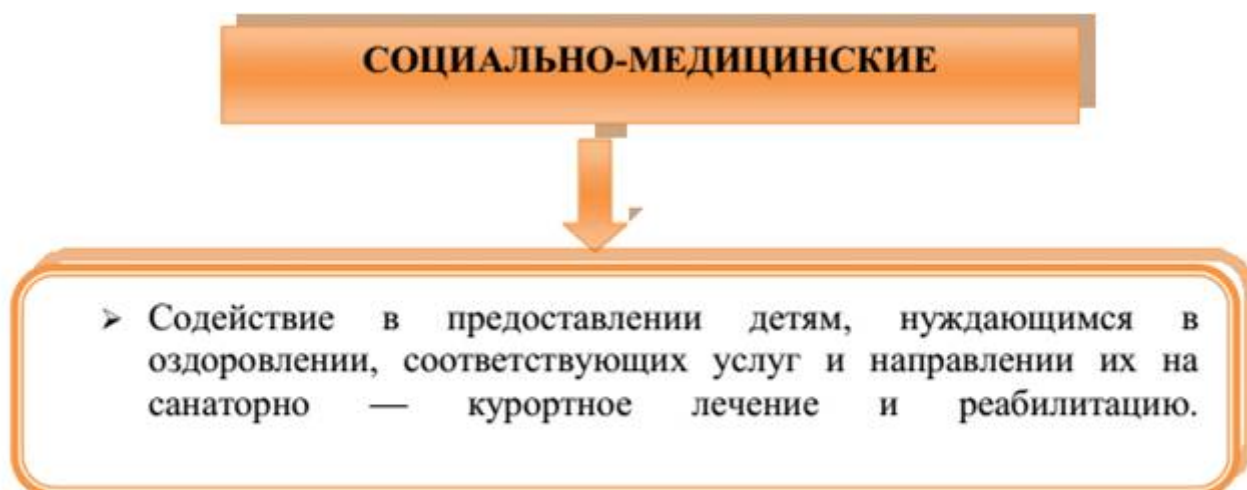 СОЦИАЛЬНО-МЕДИЦИНСКИЕ
➢ Содействие в предоставлении детям, нуждающимся в
оздоровлении, соответствующих услуг и направлении их на
санаторно — курортное лечение и реабилитацию.